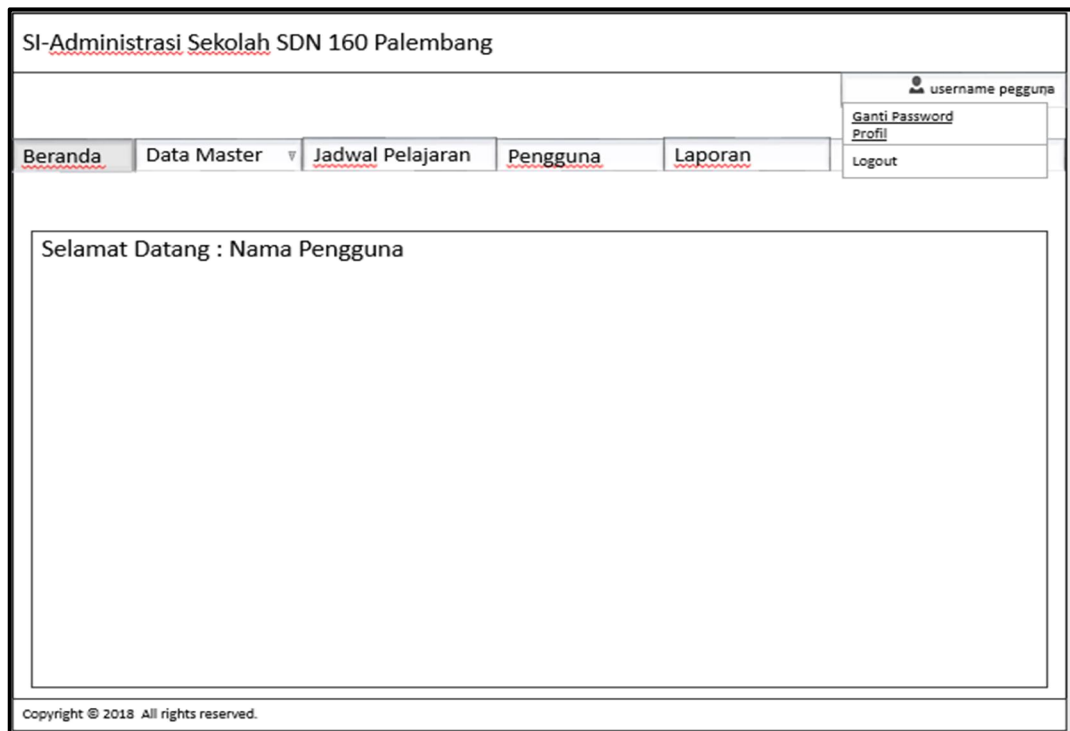 SI-Administrasi Sekolah SDN 160 Palembang
username pegguna
Ganti Password
Profil
Logout
Beranda Data Master Jadwal Pelajaran Pengguna Laporan
Selamat Datang : Nama Pengguna
Copyright © 2018 All rights reserved.